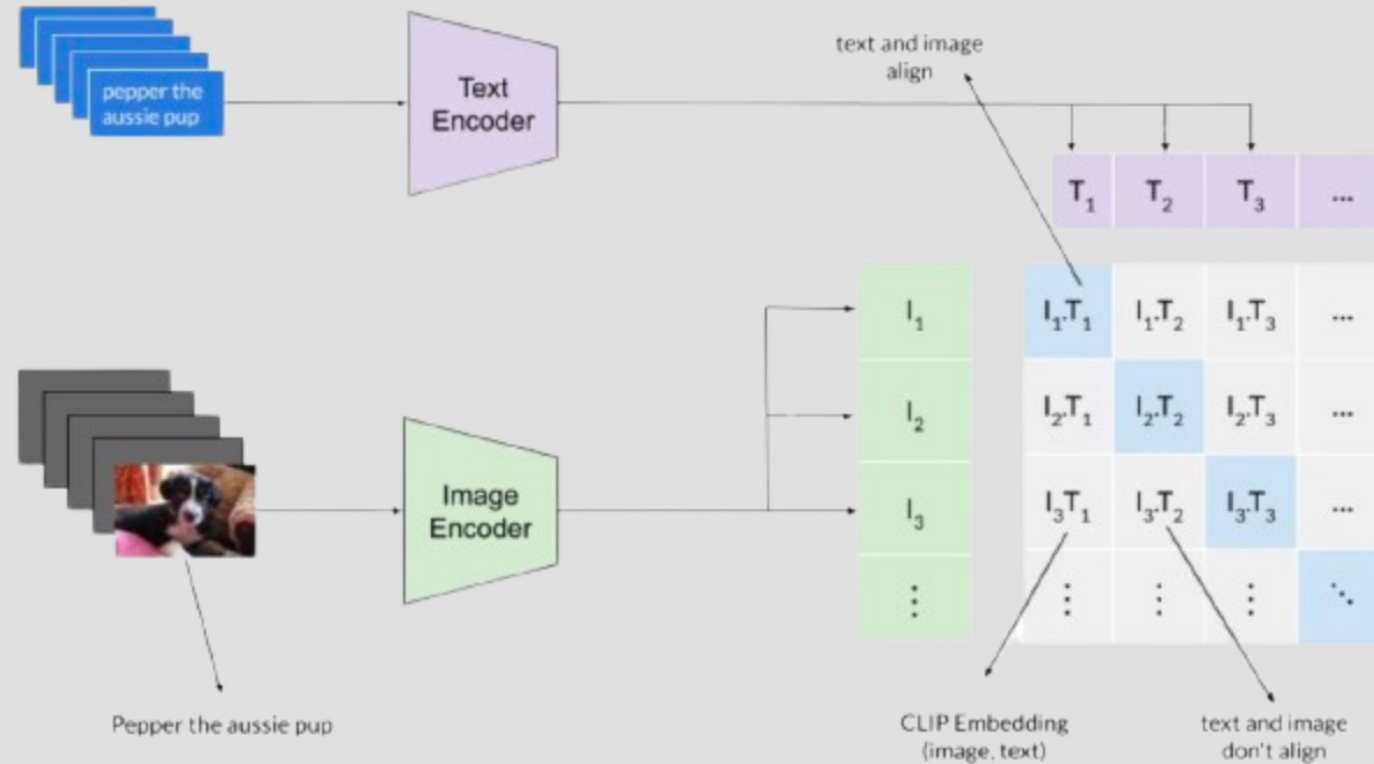 pepper the
aussie pup
Text
Encoder
text and image
align
T₁ T₂ T₃ ...
I₁
I₂
I₃
⋮
I₁.T₁ I₁.T₂ I₁.T₃ ...
I₂.T₁ I₂.T₂ I₂.T₃ ...
I₃.T₁ I₃.T₂ I₃.T₃ ...
⋮ ⋮ ⋮ ⋱
Image
Encoder
Pepper the aussie pup
CLIP Embedding
(image, text)
text and image
don't align